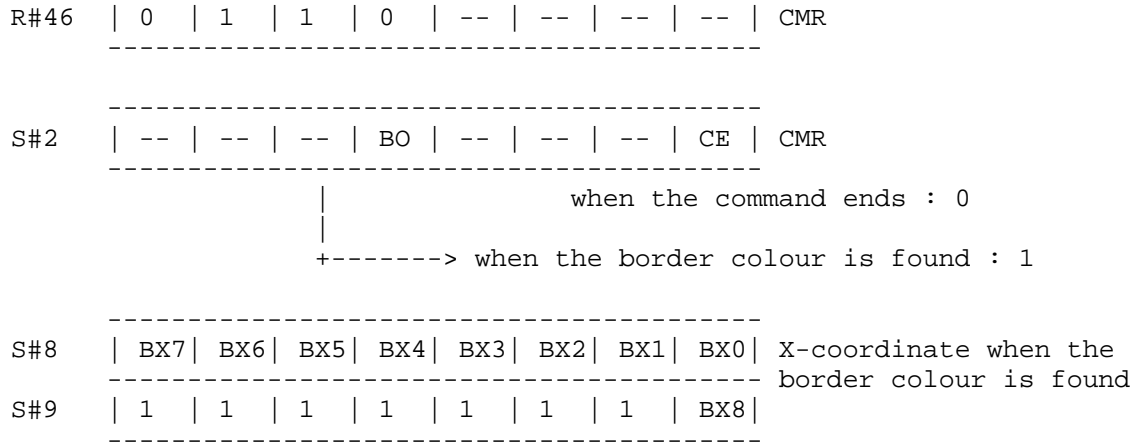 R#46 | 0 | 1 | 1 | 0 | -- | -- | -- | -- | CMR
-----------------------------------------
-----------------------------------------
S#2 | -- | -- | -- | BO | -- | -- | -- | CE | CMR
-----------------------------------------
| when the command ends : 0
|
+-------> when the border colour is found : 1
-----------------------------------------
S#8 | BX7| BX6| BX5| BX4| BX3| BX2| BX1| BX0| X-coordinate when the
----------------------------------------- border colour is found
S#9 | 1 | 1 | 1 | 1 | 1 | 1 | 1 | BX8|
-----------------------------------------